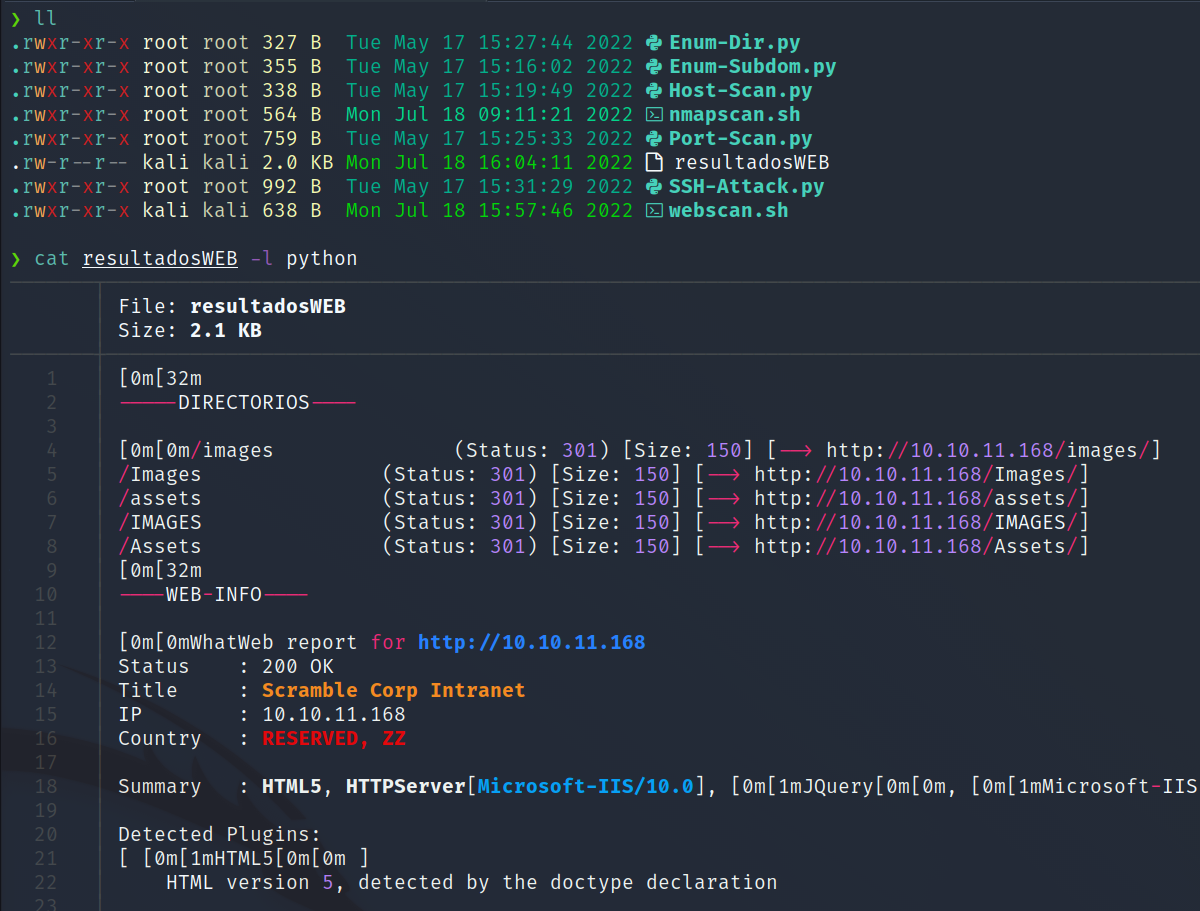 ❯ ll
.rwxr-xr-x root root 327 B  Tue May 17 15:27:44 2022 Enum-Dir.py
.rwxr-xr-x root root 355 B  Tue May 17 15:16:02 2022 Enum-Subdom.py
.rwxr-xr-x root root 338 B  Tue May 17 15:19:49 2022 Host-Scan.py
.rwxr-xr-x root root 564 B  Mon Jul 18 09:11:21 2022 nmapscan.sh
.rwxr-xr-x root root 759 B  Tue May 17 15:25:33 2022 Port-Scan.py
.rw-r--r-- kali kali 2.0 KB Mon Jul 18 16:04:11 2022 resultadosWEB
.rwxr-xr-x root root 992 B  Tue May 17 15:31:29 2022 SSH-Attack.py
.rwxr-xr-x kali kali 638 B  Mon Jul 18 15:57:46 2022 webscan.sh
❯ cat resultadosWEB -l python
File: resultadosWEB
Size: 2.1 KB
1 [0m[32m
2 -----DIRECTORIOS----
3
4 [0m[0m/images               (Status: 301) [Size: 150] [--> http://10.10.11.168/images/]
5 /Images               (Status: 301) [Size: 150] [--> http://10.10.11.168/Images/]
6 /assets               (Status: 301) [Size: 150] [--> http://10.10.11.168/assets/]
7 /IMAGES               (Status: 301) [Size: 150] [--> http://10.10.11.168/IMAGES/]
8 /Assets               (Status: 301) [Size: 150] [--> http://10.10.11.168/Assets/]
9 [0m[32m
10 ----WEB-INFO----
11
12 [0m[0mWhatWeb report for http://10.10.11.168
13 Status    : 200 OK
14 Title     : Scramble Corp Intranet
15 IP        : 10.10.11.168
16 Country   : RESERVED, ZZ
17
18 Summary   : HTML5, HTTPServer[Microsoft-IIS/10.0], [0m[1mJQuery[0m[0m, [0m[1mMicrosoft-IIS
19
20 Detected Plugins:
21 [ [0m[1mHTML5[0m[0m ]
22     HTML version 5, detected by the doctype declaration
23